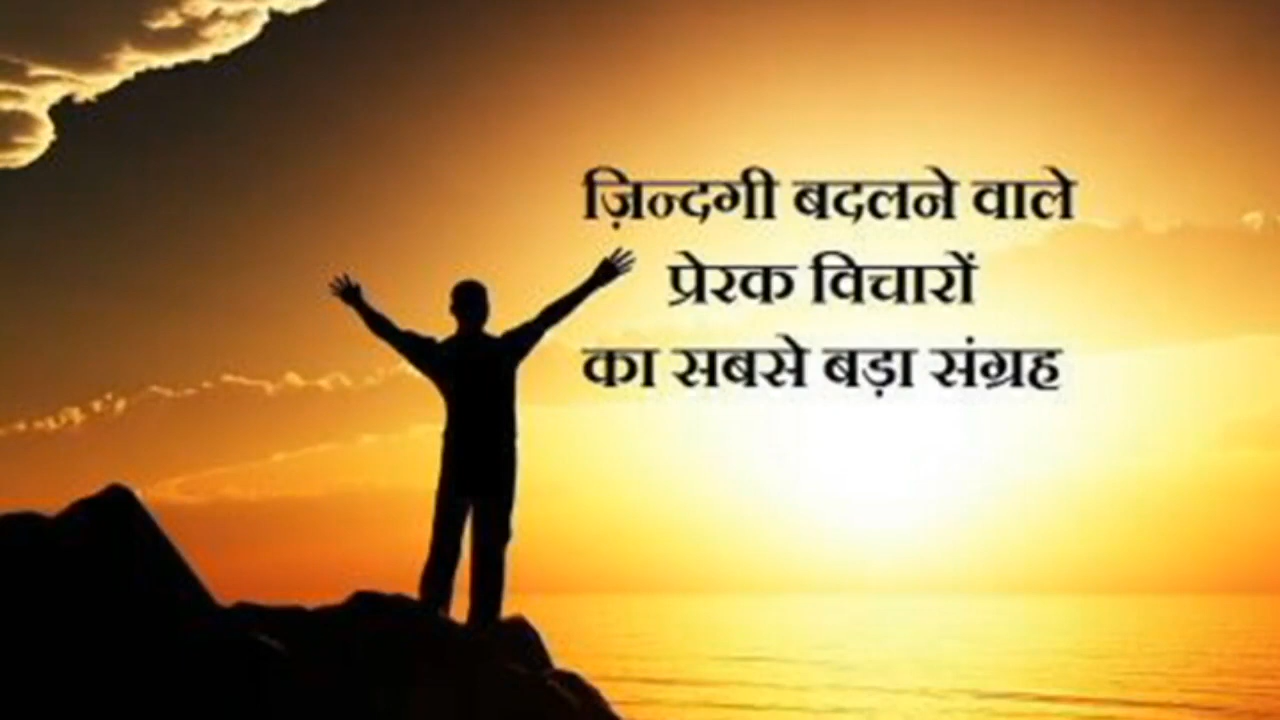 ज़िन्दगी बदलने वाले
प्रेरक विचारों
का सबसे बड़ा संग्रह